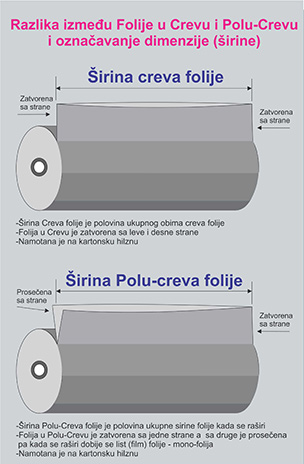 Razlika između Folije u Crevu i Polu-Crevu
i označavanje dimenzije (širine)
Širina creva folije
Zatvorena
sa strane
Zatvorena
sa strane
-Širina Creva folije je polovina ukupnog obima creva folije
-Folija u Crevu je zatvorena sa leve i desne strane
-Namotana je na kartonsku hilznu
Širina Polu-creva folije
Prosečena
sa strane
Zatvorena
sa strane
-Širina Polu-Creva folije je polovina ukupne sirine folije kada se raširi
-Folija u Polu-Crevu je zatvorena sa jedne strane a sa druge je prosečena
pa kada se raširi dobije se list (film) folije - mono-folija
-Namotana je na kartonsku hilznu